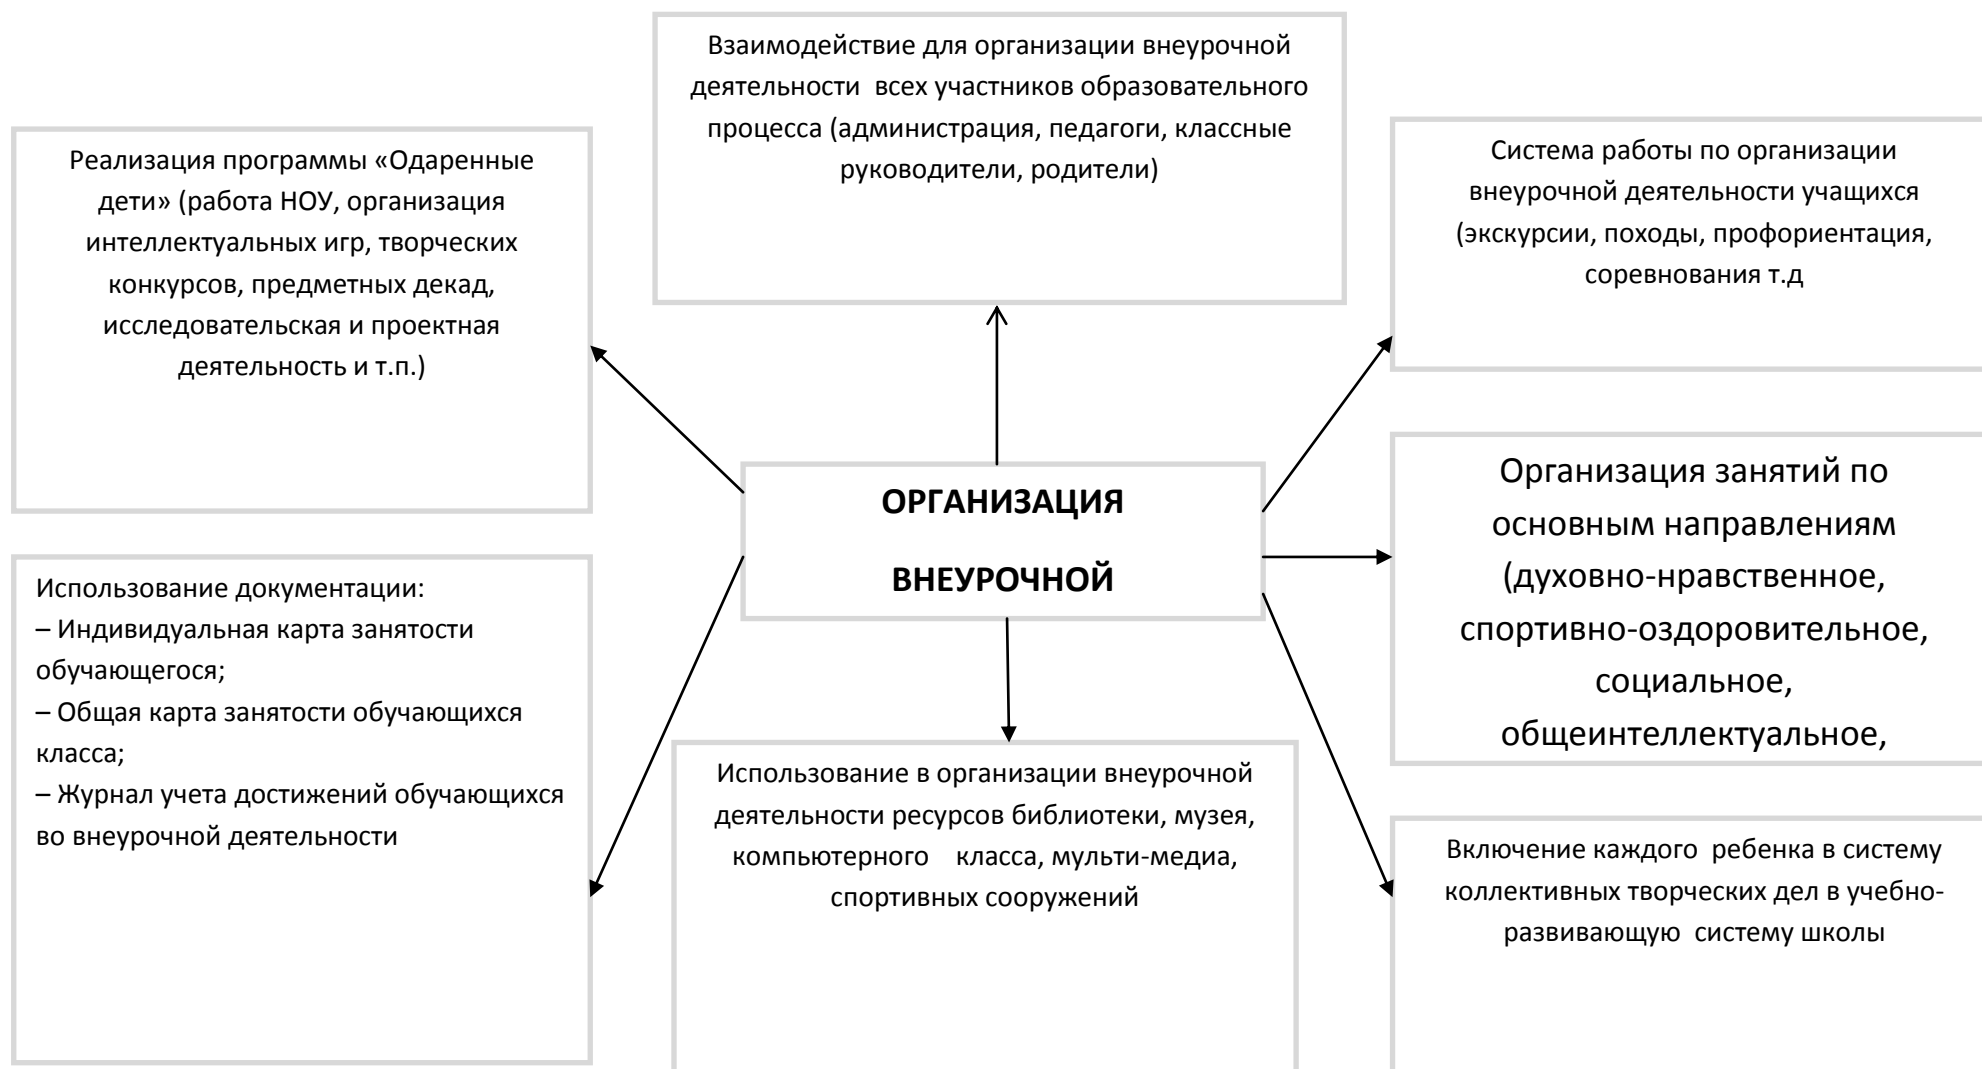 Взаимодействие для организации внеурочной
деятельности  всех участников образовательного
процесса (администрация, педагоги, классные
руководители, родители)
Реализация программы «Одаренные
дети» (работа НОУ, организация
интеллектуальных игр, творческих
конкурсов, предметных декад,
исследовательская и проектная
деятельность и т.п.)
Система работы по организации
внеурочной деятельности учащихся
(экскурсии, походы, профориентация,
соревнования т.д
ОРГАНИЗАЦИЯ
ВНЕУРОЧНОЙ
Организация занятий по
основным направлениям
(духовно-нравственное,
спортивно-оздоровительное,
социальное,
общеинтеллектуальное,
Использование документации:
– Индивидуальная карта занятости
обучающегося;
– Общая карта занятости обучающихся
класса;
– Журнал учета достижений обучающихся
во внеурочной деятельности
Использование в организации внеурочной
деятельности ресурсов библиотеки, музея,
компьютерного    класса, мульти-медиа,
спортивных сооружений
Включение каждого  ребенка в систему
коллективных творческих дел в учебно-
развивающую  систему школы